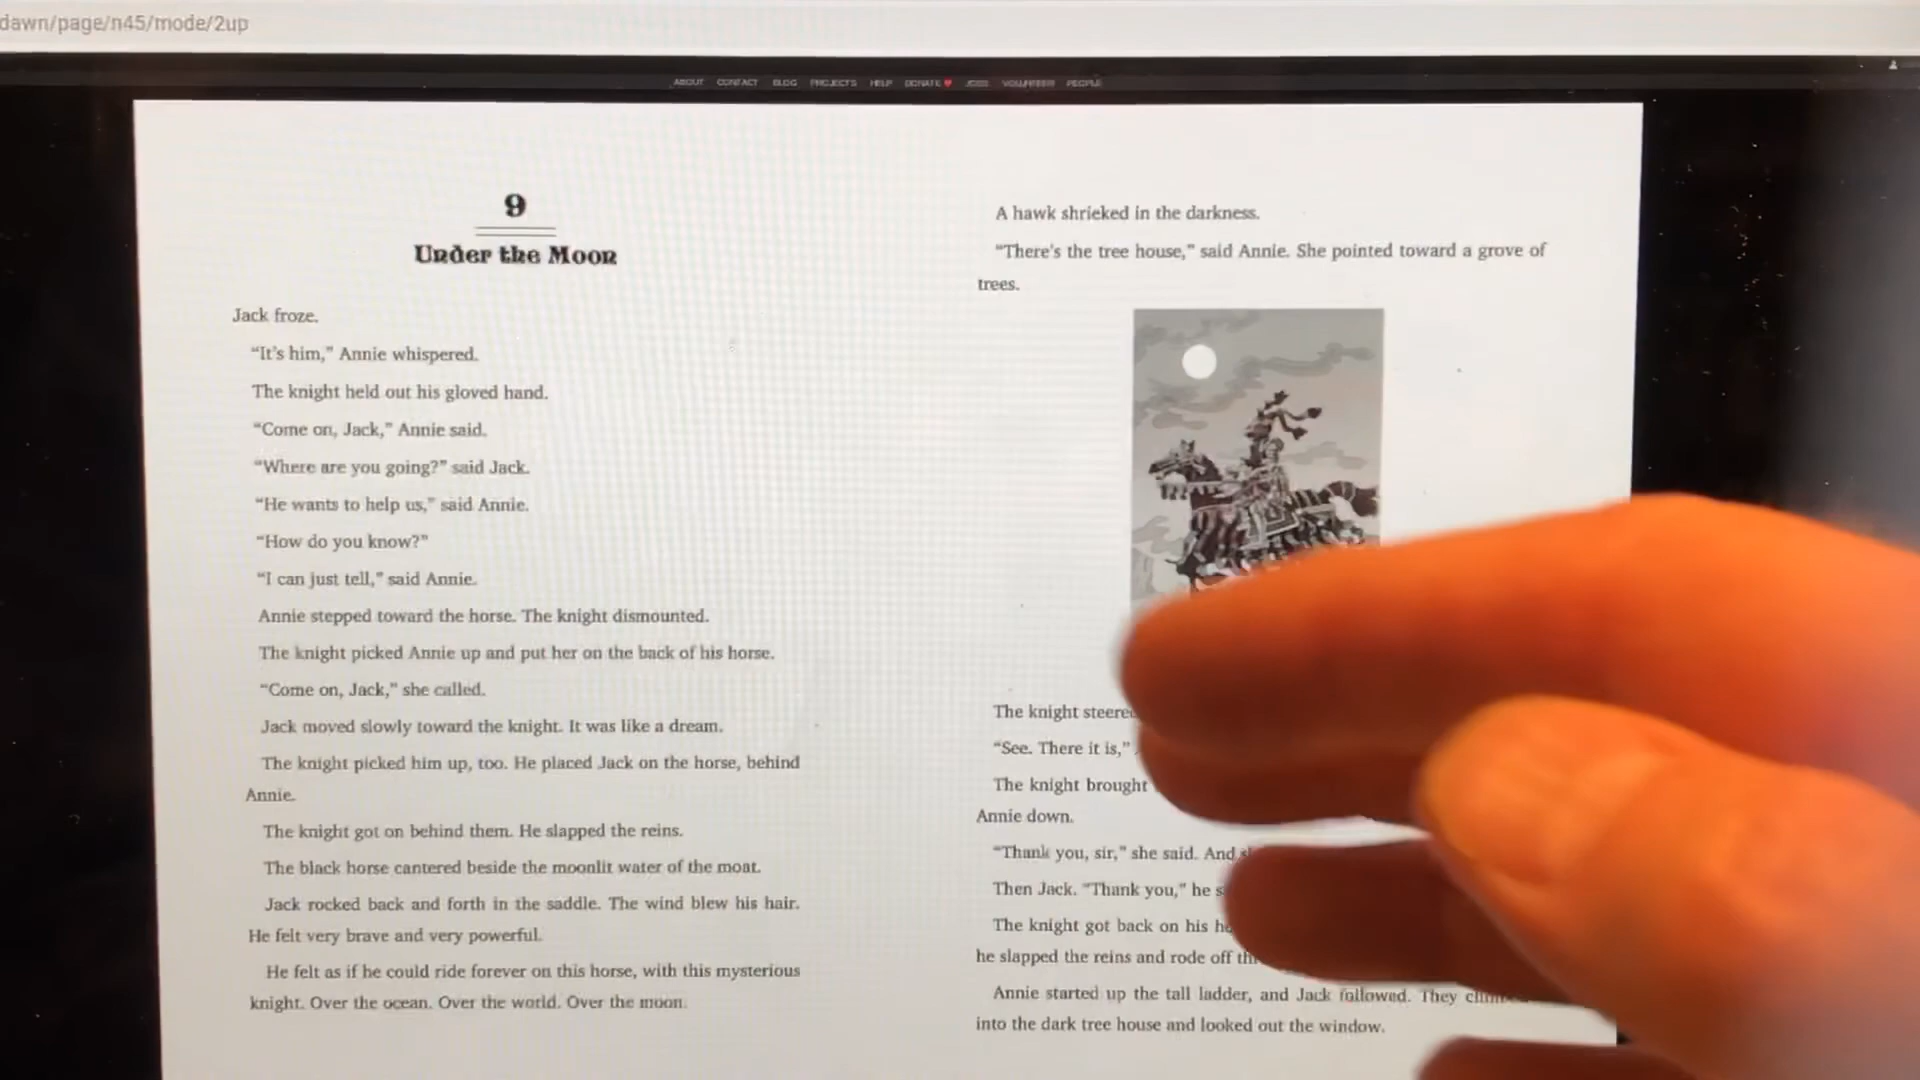 dawn/page/n45/mode/2up
ABOUT CONTACT BLOG PROJECTS HELP DONATE JOBS VOLUNTEER PEOPLE
9
Under the Moon
Jack froze.
“It’s him,” Annie whispered.
The knight held out his gloved hand.
“Come on, Jack,” Annie said.
“Where are you going?” said Jack.
“He wants to help us,” said Annie.
“How do you know?”
“I can just tell,” said Annie.
Annie stepped toward the horse. The knight dismounted.
The knight picked Annie up and put her on the back of his horse.
“Come on, Jack,” she called.
Jack moved slowly toward the knight. It was like a dream.
The knight picked him up, too. He placed Jack on the horse, behind
Annie.
The knight got on behind them. He slapped the reins.
The black horse cantered beside the moonlit water of the moat.
Jack rocked back and forth in the saddle. The wind blew his hair.
He felt very brave and very powerful.
He felt as if he could ride forever on this horse, with this mysterious
knight. Over the ocean. Over the world. Over the moon.
A hawk shrieked in the darkness.
“There’s the tree house,” said Annie. She pointed toward a grove of
trees.
The knight steered
“See. There it is,”
The knight brought
Annie down.
“Thank you, sir,” she said. And
Then Jack. “Thank you,” he
The knight got back on his
he slapped the reins and rode off
Annie started up the tall ladder, and Jack followed. They
into the dark tree house and looked out the window.